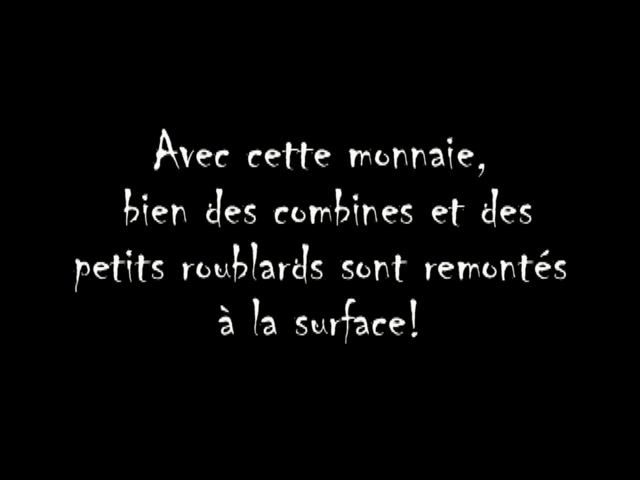 Avec cette monnaie,
bien des combines et des
petits roublards sont remontés
à la surface!